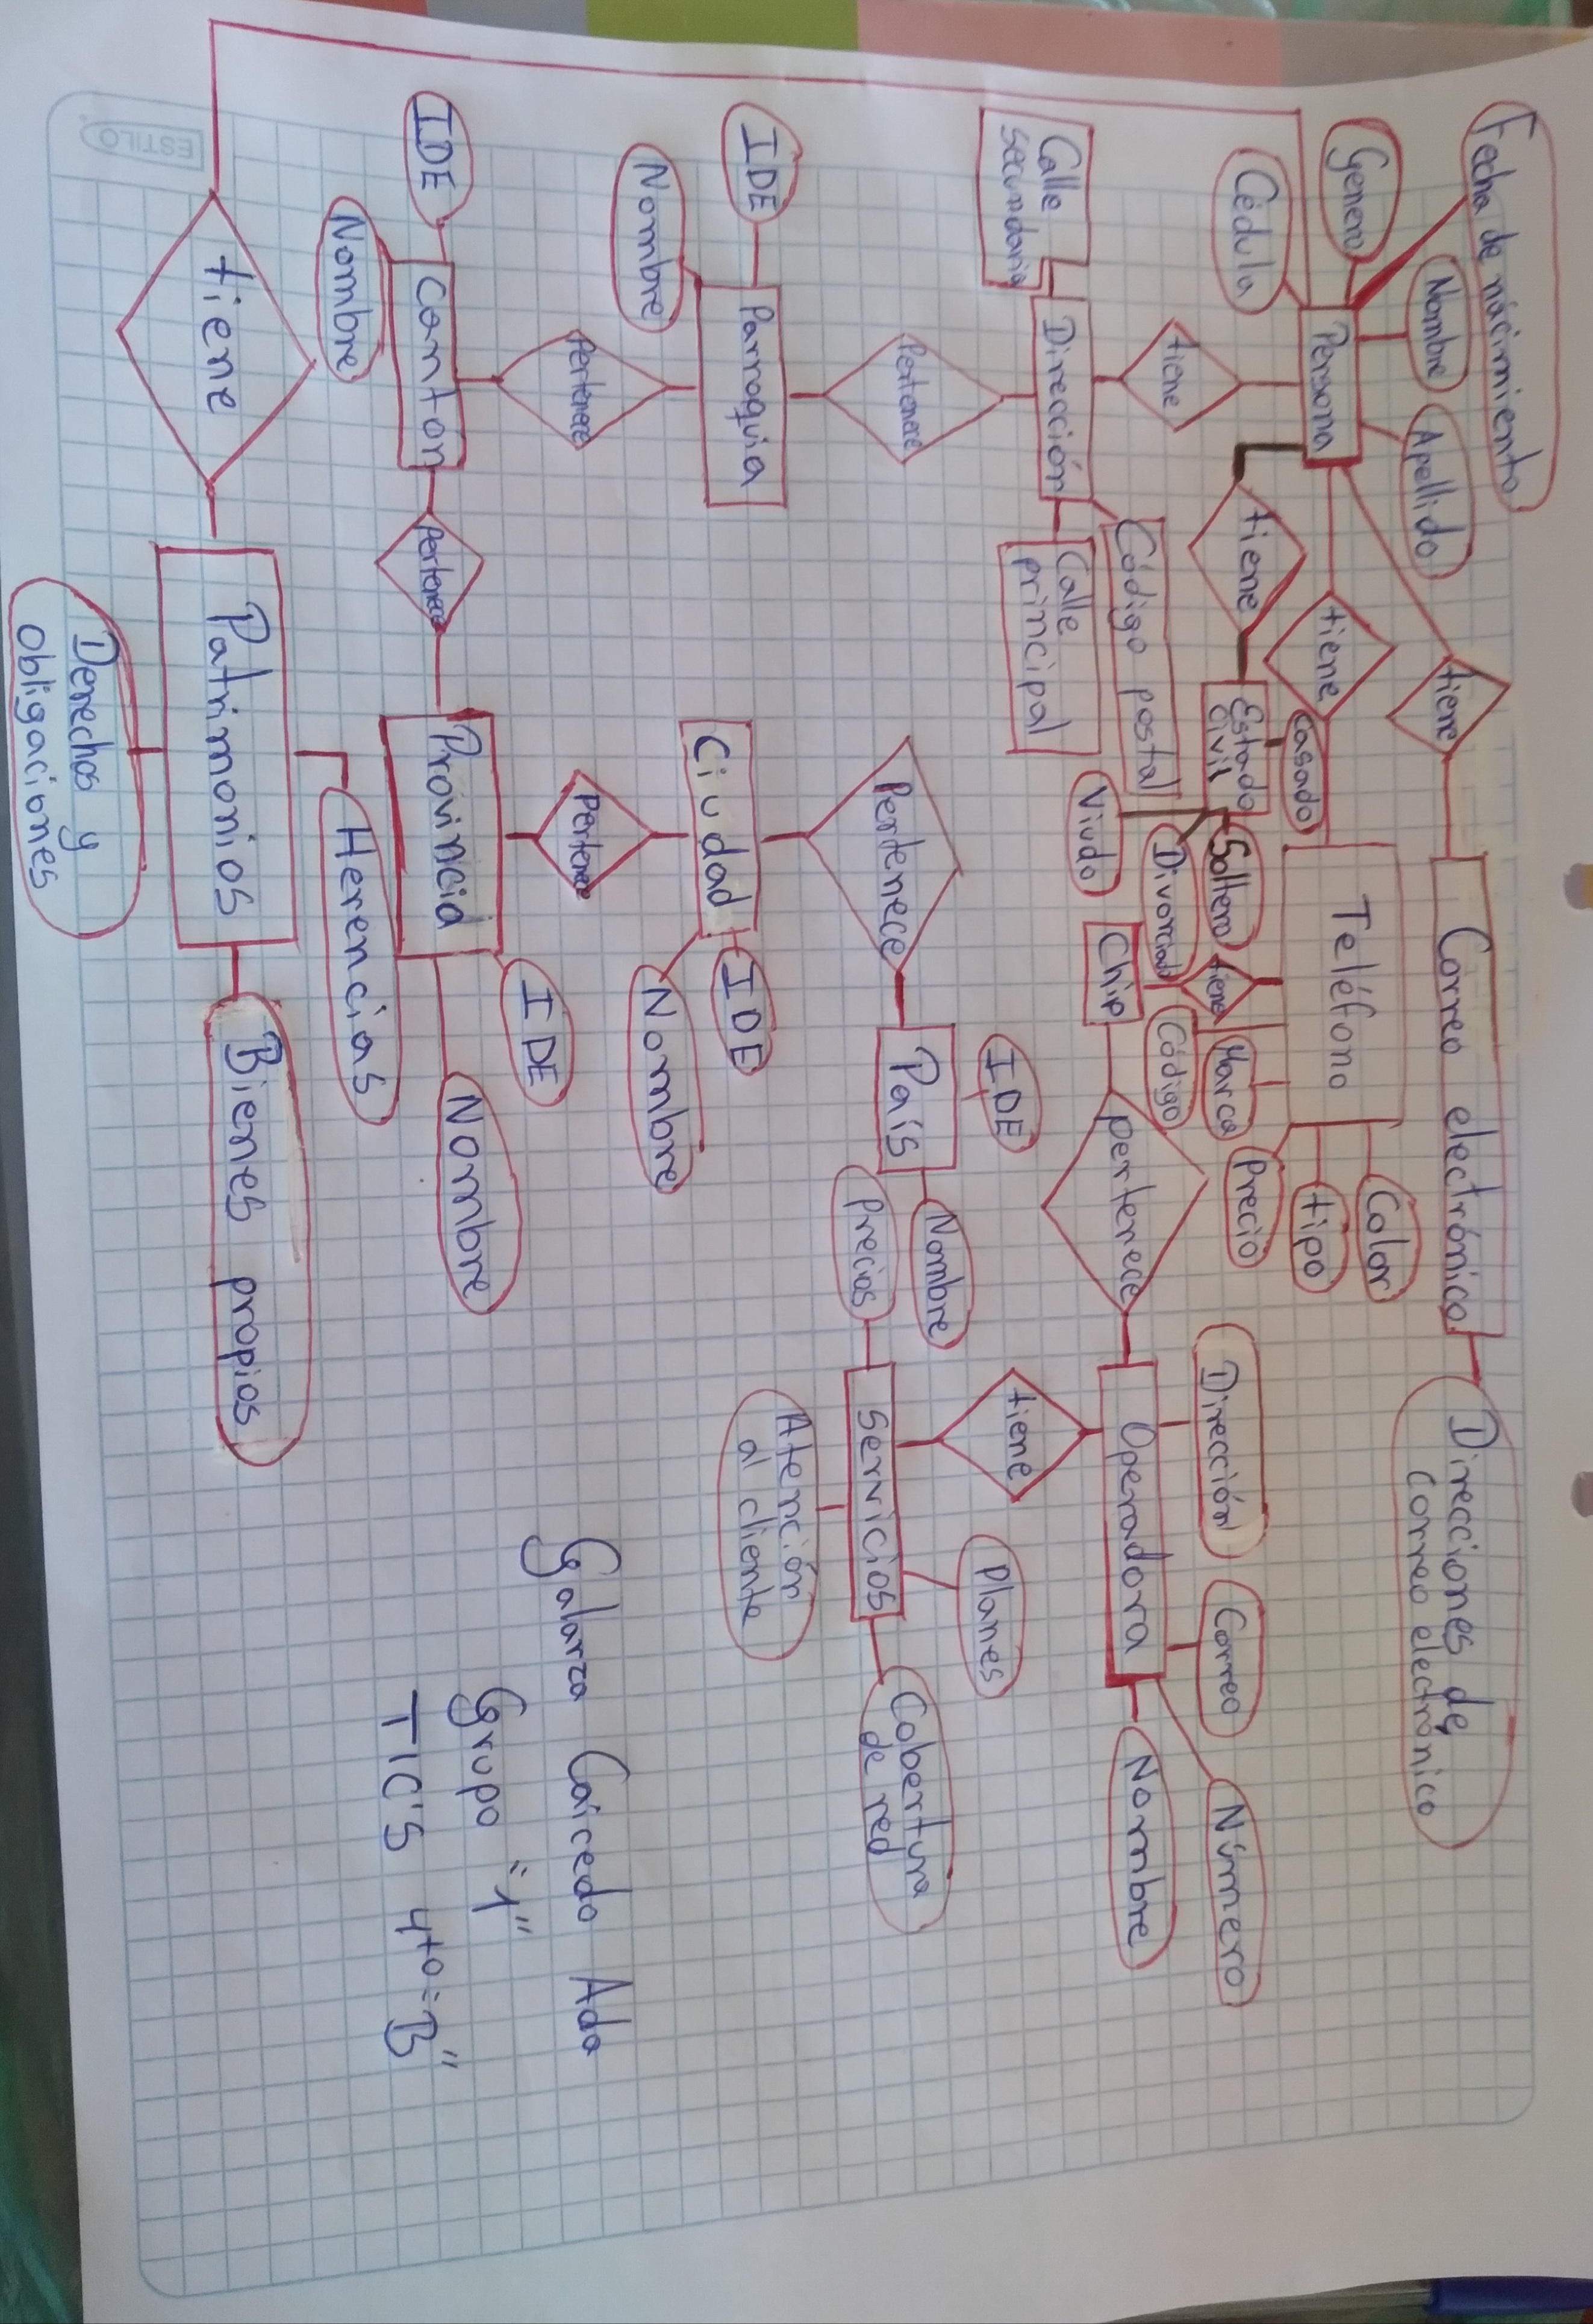 Fecha de nacimiento
Nombre
Apellido
tiene
Correo electrónico
Direcciones de
correo electrónico
Genero
Persona
tiene
Teléfono
Color
tipo
Casado
Cédula
tiene
Estado
Civil
Soltero
tiene
Marca
Precio
Dirección
Correo
Número
tiene
Código postal
Divorciado
Código
Chip
pertenece
Operadora
Nombre
Viudo
Calle
secundaria
Dirección
Calle
principal
tiene
IDE
Planes
Pertenece
Pertenece
País
Nombre
Precios
Servicios
Cobertura
de red
Atención
al cliente
IDE
Parroquia
Ciudad
IDE
Nombre
Nombre
Pertenece
Pertenece
IDE
Galarza Caicedo Ada
Grupo "1"
TIC'S 4to "B"
IDE
Canton
Pertenece
Provincia
Nombre
Nombre
Herencias
tiene
Patrimonios
Bienes propios
Derechos y
obligaciones
ESTILO